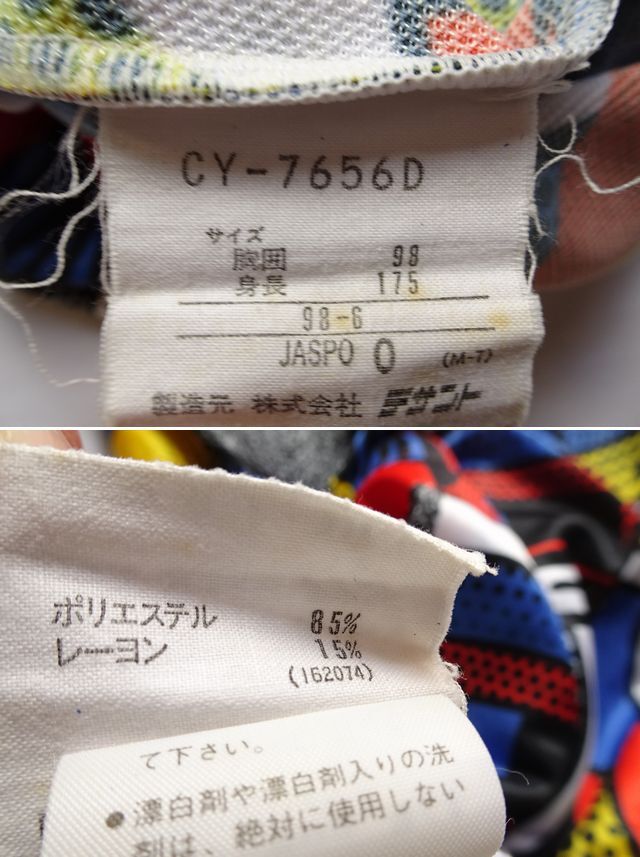 CY-7656D
サイズ
胸囲 98
身長 175
98-6
JASPO O (M-7)
製造元 株式会社 デサント
ポリエステル 85%
レーヨン 15%
(162074)
て下さい。
●漂白剤や漂白剤入りの洗
剤は、絶対に使用しない